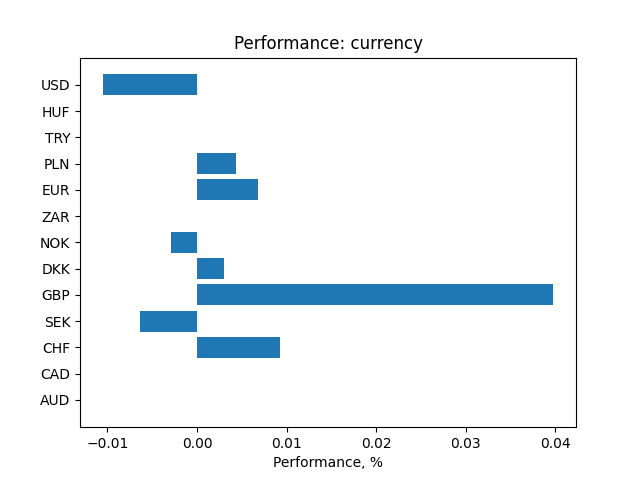 Performance: currency
USD
HUF
TRY
PLN
EUR
ZAR
NOK
DKK
GBP
SEK
CHF
CAD
AUD
−0.01 0.00 0.01 0.02 0.03 0.04
Performance, %